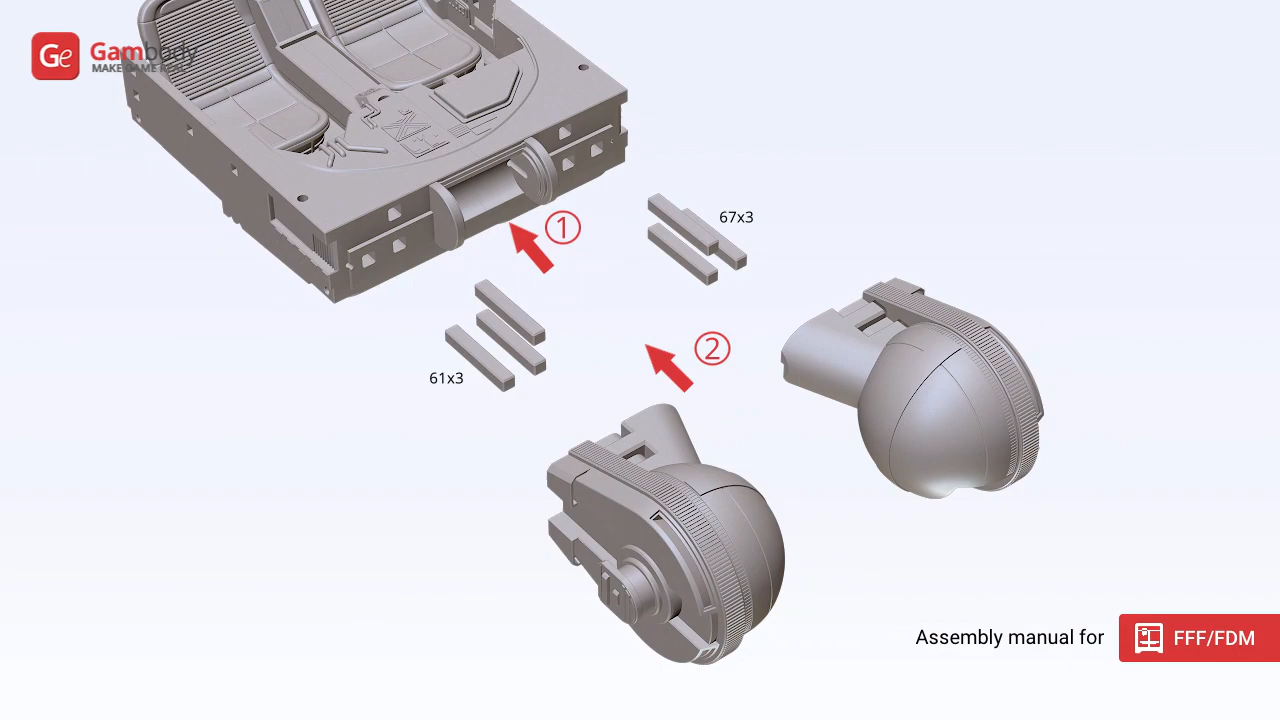 Gambody
MAKE GAME REAL
①
67x3
②
61x3
Assembly manual for
FFF/FDM